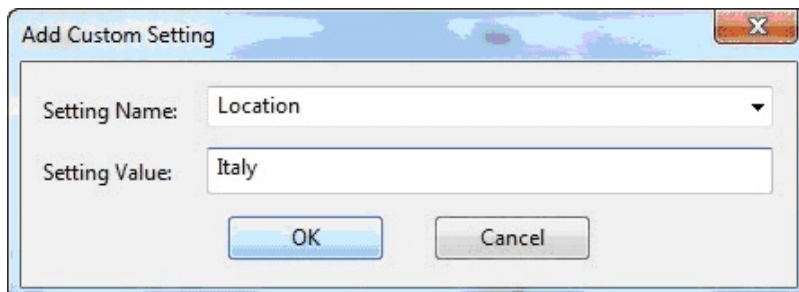 Add Custom Setting
Setting Name: Location
Setting Value: Italy
OK Cancel